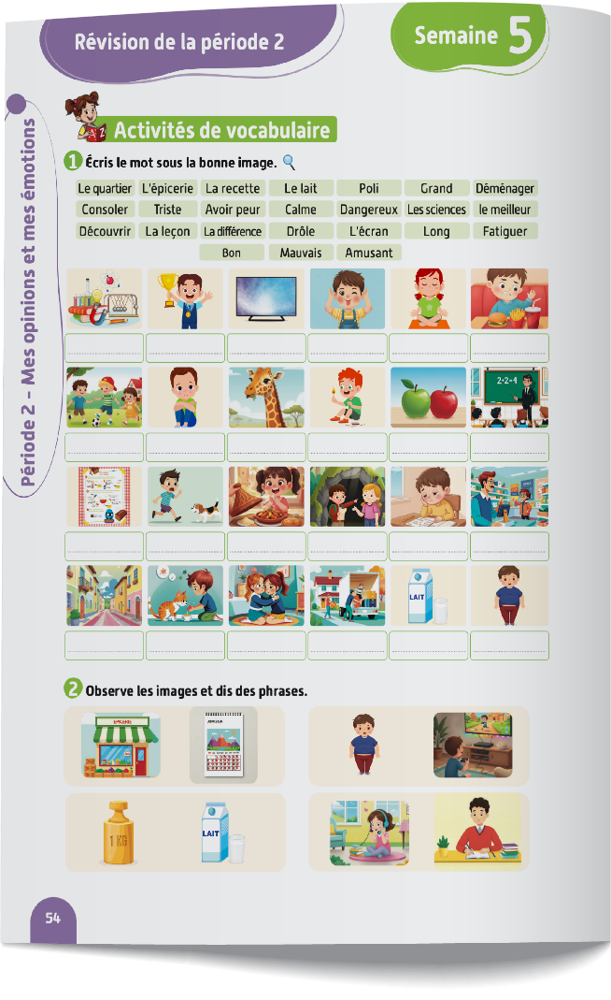 Révision de la période 2
Semaine 5
Période 2 - Mes opinions et mes émotions
A Z
Activités de vocabulaire
1 Écris le mot sous la bonne image.
Le quartier L'épicerie La recette Le lait Poli Grand Déménager
Consoler Triste Avoir peur Calme Dangereux Les sciences le meilleur
Découvrir La leçon La différence Drôle L'écran Long Fatiguer
Bon Mauvais Amusant
2·2=4
LAIT
2 Observe les images et dis des phrases.
EPICERIE
1 KG
LAIT
54